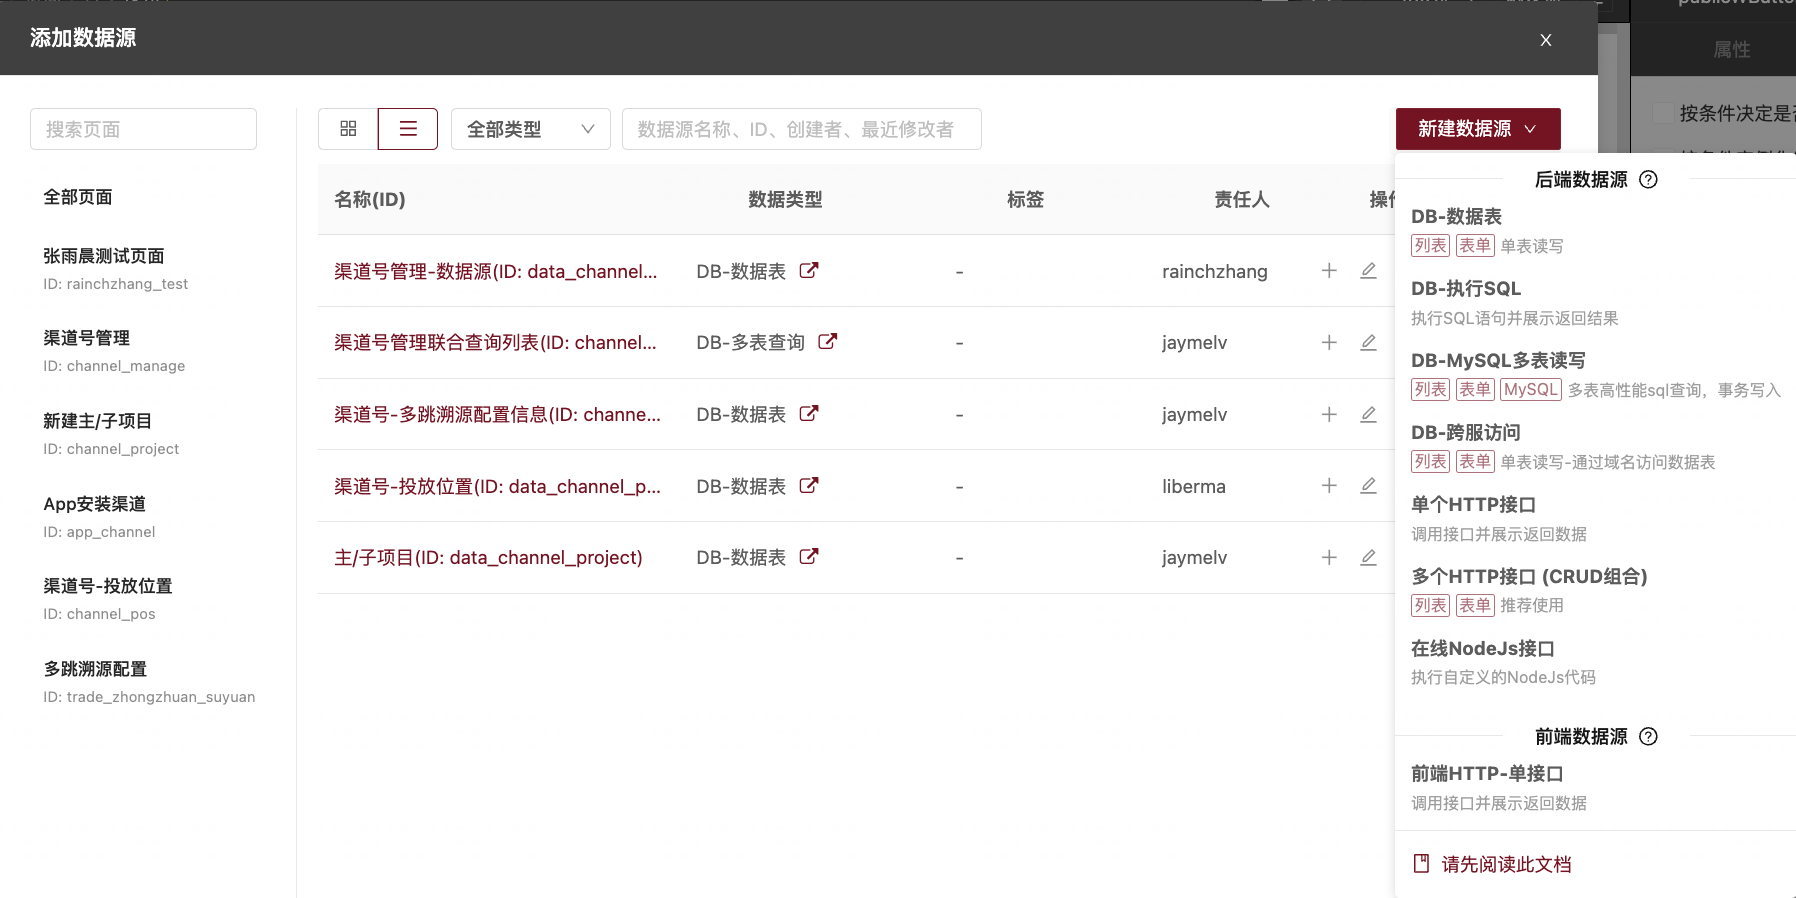 添加数据源
X
属性
搜索页面
全部类型
数据源名称、ID、创建者、最近修改者
新建数据源
按条件决定是
全部页面
张雨晨测试页面
ID: rainchzhang_test
渠道号管理
ID: channel_manage
新建主/子项目
ID: channel_project
App安装渠道
ID: app_channel
渠道号-投放位置
ID: channel_pos
多跳溯源配置
ID: trade_zhongzhuan_suyuan
名称(ID) 数据类型 标签 责任人 操
渠道号管理-数据源(ID: data_channel... DB-数据表 - rainchzhang
渠道号管理联合查询列表(ID: channel... DB-多表查询 - jaymelv
渠道号-多跳溯源配置信息(ID: channe... DB-数据表 - jaymelv
渠道号-投放位置(ID: data_channel_p... DB-数据表 - liberma
主/子项目(ID: data_channel_project) DB-数据表 - jaymelv
后端数据源
DB-数据表
列表 表单 单表读写
DB-执行SQL
执行SQL语句并展示返回结果
DB-MySQL多表读写
列表 表单 MySQL 多表高性能sql查询，事务写入
DB-跨服访问
列表 表单 单表读写-通过域名访问数据表
单个HTTP接口
调用接口并展示返回数据
多个HTTP接口 (CRUD组合)
列表 表单 推荐使用
在线NodeJs接口
执行自定义的NodeJs代码
前端数据源
前端HTTP-单接口
调用接口并展示返回数据
请先阅读此文档